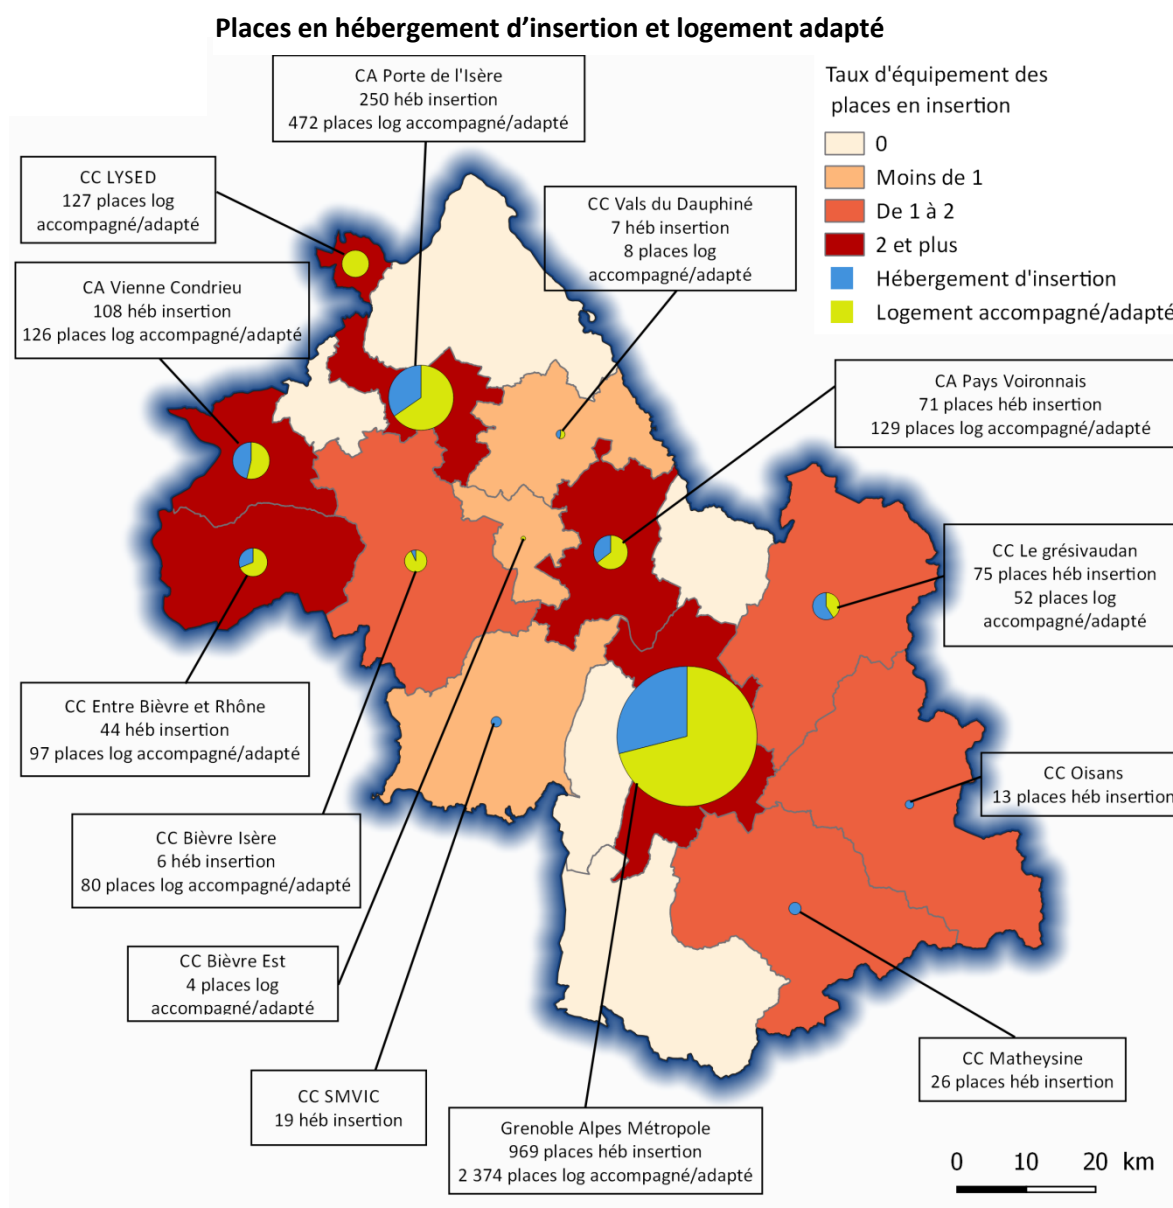 Places en hébergement d’insertion et logement adapté
CA Porte de l'Isère
250 héb insertion
472 places log accompagné/adapté
Taux d'équipement des
places en insertion
0
Moins de 1
De 1 à 2
2 et plus
Hébergement d'insertion
Logement accompagné/adapté
CC LYSED
127 places log
accompagné/adapté
CC Vals du Dauphiné
7 héb insertion
8 places log
accompagné/adapté
CA Vienne Condrieu
108 héb insertion
126 places log accompagné/adapté
CA Pays Voironnais
71 places héb insertion
129 places log accompagné/adapté
CC Le grésivaudan
75 places héb insertion
52 places log
accompagné/adapté
CC Entre Bièvre et Rhône
44 héb insertion
97 places log accompagné/adapté
CC Oisans
13 places héb insertion
CC Bièvre Isère
6 héb insertion
80 places log accompagné/adapté
CC Bièvre Est
4 places log
accompagné/adapté
CC Matheysine
26 places héb insertion
CC SMVIC
19 héb insertion
Grenoble Alpes Métropole
969 places héb insertion
2 374 places log accompagné/adapté
0 10 20 km